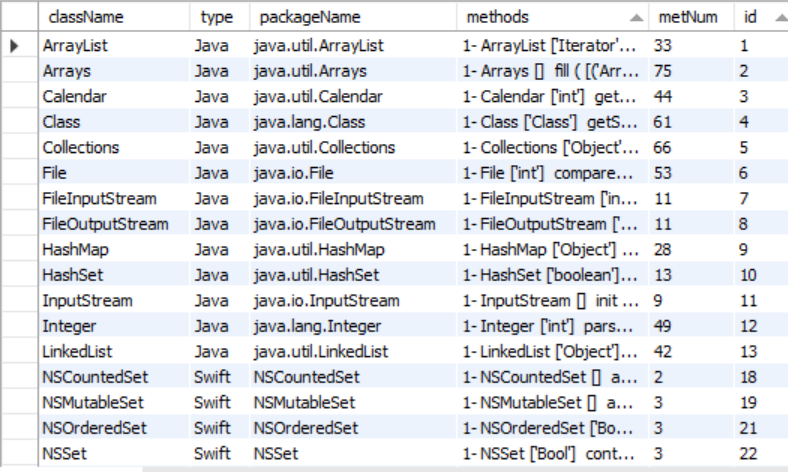 className type packageName methods metNum id
ArrayList Java java.util.ArrayList 1- ArrayList ['Iterator'... 33 1
Arrays Java java.util.Arrays 1- Arrays [] fill ( [('Arr... 75 2
Calendar Java java.util.Calendar 1- Calendar ['int'] get... 44 3
Class Java java.lang.Class 1- Class ['Class'] getS... 61 4
Collections Java java.util.Collections 1- Collections ['Object'... 66 5
File Java java.io.File 1- File ['int'] compare... 53 6
FileInputStream Java java.io.FileInputStream 1- FileInputStream ['in... 11 7
FileOutputStream Java java.io.FileOutputStream 1- FileOutputStream ['... 11 8
HashMap Java java.util.HashMap 1- HashMap ['Object'] ... 28 9
HashSet Java java.util.HashSet 1- HashSet ['boolean']... 13 10
InputStream Java java.io.InputStream 1- InputStream [] init ... 9 11
Integer Java java.lang.Integer 1- Integer ['int'] pars... 49 12
LinkedList Java java.util.LinkedList 1- LinkedList ['Object']... 42 13
NSCountedSet Swift NSCountedSet 1- NSCountedSet [] a... 2 18
NSMutableSet Swift NSMutableSet 1- NSMutableSet [] a... 3 19
NSOrderedSet Swift NSOrderedSet 1- NSOrderedSet ['Bo... 3 21
NSSet Swift NSSet 1- NSSet ['Bool'] cont... 3 22